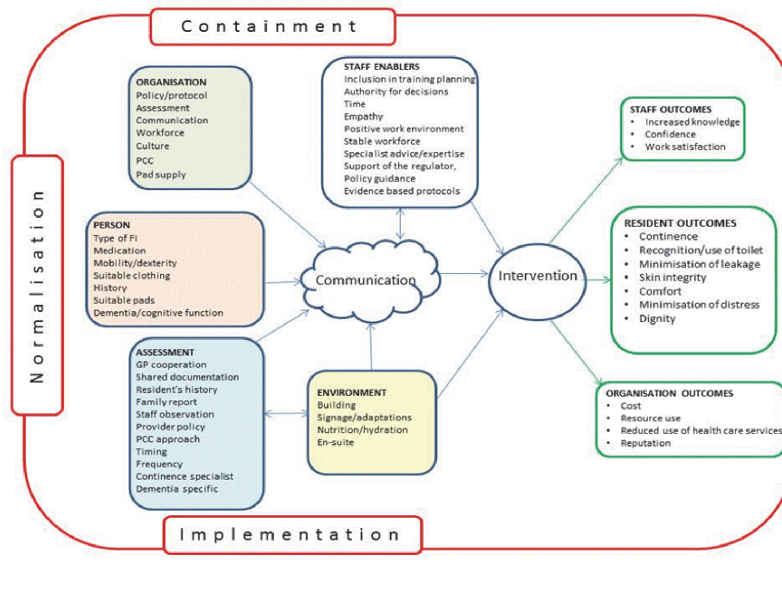 Containment
ORGANISATION
Policy/protocol
Assessment
Communication
Workforce
Culture
PCC
Pad supply
STAFF ENABLERS
Inclusion in training planning
Authority for decisions
Time
Empathy
Positive work environment
Stable workforce
Specialist advice/expertise
Support of the regulator,
Policy guidance
Evidence based protocols
STAFF OUTCOMES
• Increased knowledge
• Confidence
• Work satisfaction
Normalisation
PERSON
Type of FI
Medication
Mobility/dexterity
Suitable clothing
History
Suitable pads
Dementia/cognitive function
Communication
Intervention
RESIDENT OUTCOMES
• Continence
• Recognition/use of toilet
• Minimisation of leakage
• Skin integrity
• Comfort
• Minimisation of distress
• Dignity
ASSESSMENT
GP cooperation
Shared documentation
Resident's history
Family report
Staff observation
Provider policy
PCC approach
Timing
Frequency
Continence specialist
Dementia specific
ENVIRONMENT
Building
Signage/adaptations
Nutrition/hydration
En-suite
ORGANISATION OUTCOMES
• Cost
• Resource use
• Reduced use of health care services
• Reputation
Implementation